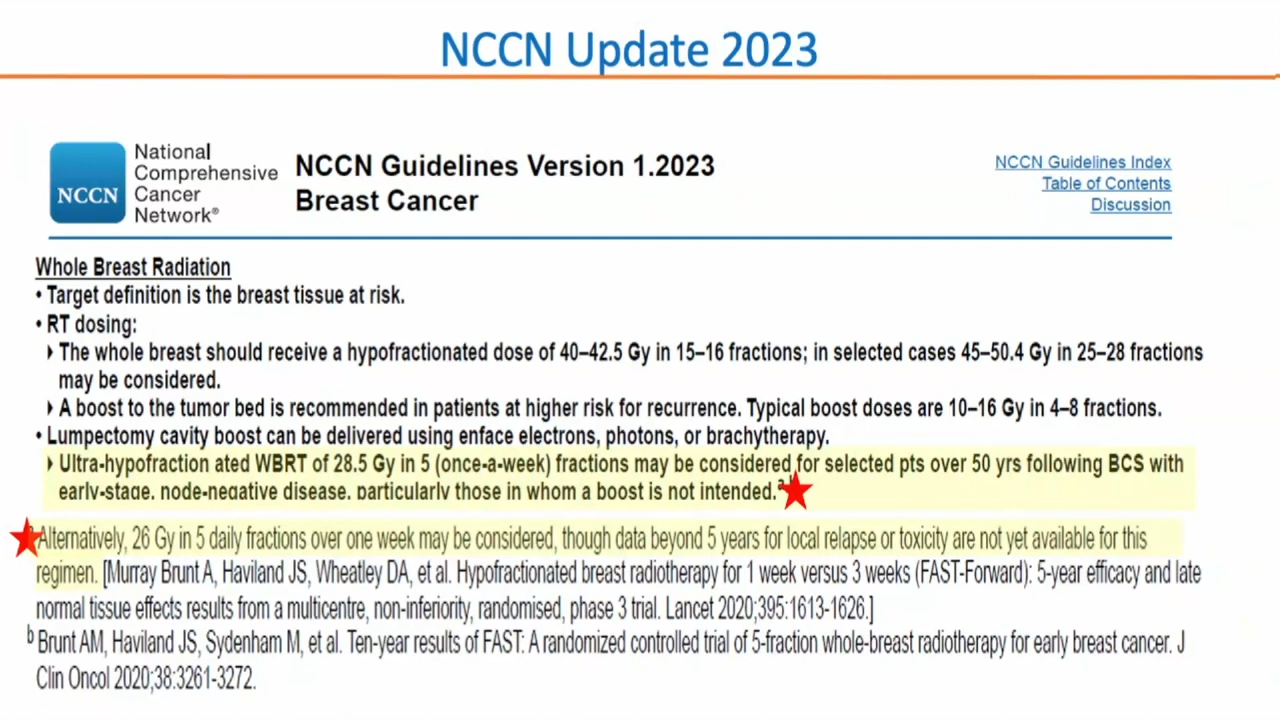 NCCN Update 2023
NCCN
National
Comprehensive
Cancer
Network®
NCCN Guidelines Version 1.2023
Breast Cancer
NCCN Guidelines Index
Table of Contents
Discussion
Whole Breast Radiation
• Target definition is the breast tissue at risk.
• RT dosing:
The whole breast should receive a hypofractionated dose of 40–42.5 Gy in 15–16 fractions; in selected cases 45–50.4 Gy in 25–28 fractions
may be considered.
A boost to the tumor bed is recommended in patients at higher risk for recurrence. Typical boost doses are 10–16 Gy in 4–8 fractions.
• Lumpectomy cavity boost can be delivered using enface electrons, photons, or brachytherapy.
Ultra-hypofraction ated WBRT of 28.5 Gy in 5 (once-a-week) fractions may be considered for selected pts over 50 yrs following BCS with
early-stage, node-negative disease, particularly those in whom a boost is not intended.a
Alternatively, 26 Gy in 5 daily fractions over one week may be considered, though data beyond 5 years for local relapse or toxicity are not yet available for this
regimen. [Murray Brunt A, Haviland JS, Wheatley DA, et al. Hypofractionated breast radiotherapy for 1 week versus 3 weeks (FAST-Forward): 5-year efficacy and late
normal tissue effects results from a multicentre, non-inferiority, randomised, phase 3 trial. Lancet 2020;395:1613-1626.]
b Brunt AM, Haviland JS, Sydenham M, et al. Ten-year results of FAST: A randomized controlled trial of 5-fraction whole-breast radiotherapy for early breast cancer. J
Clin Oncol 2020;38:3261-3272.